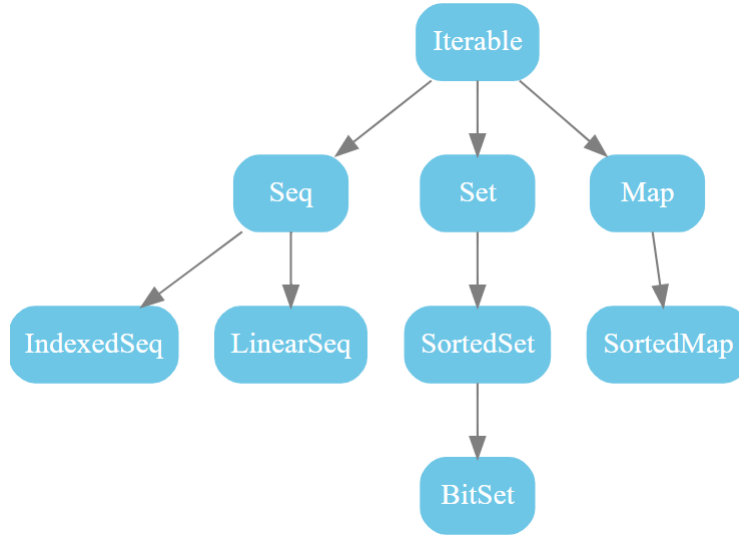 Iterable
Seq
Set
Map
IndexedSeq
LinearSeq
SortedSet
SortedMap
BitSet